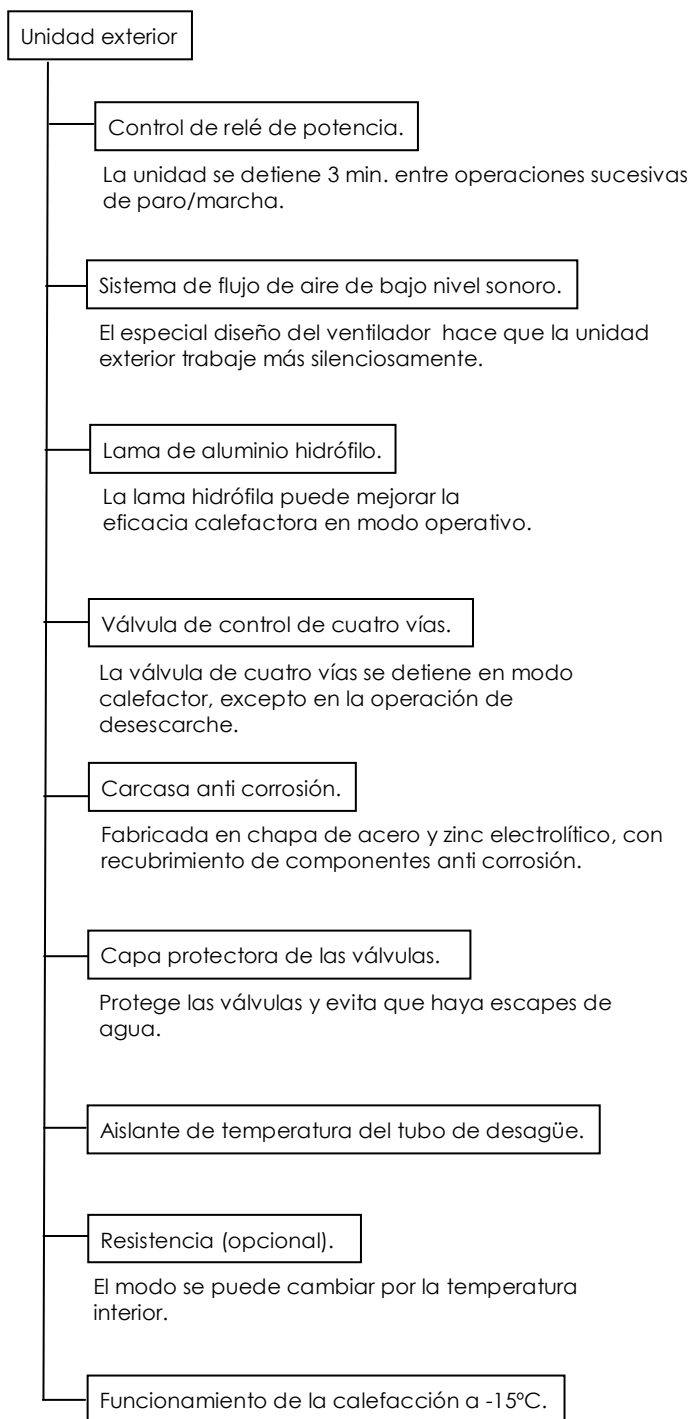 Unidad exterior
Control de relé de potencia.
La unidad se detiene 3 min. entre operaciones sucesivas
de paro/marcha.
Sistema de flujo de aire de bajo nivel sonoro.
El especial diseño del ventilador hace que la unidad
exterior trabaje más silenciosamente.
Lama de aluminio hidrófilo.
La lama hidrófila puede mejorar la
eficacia calefactora en modo operativo.
Válvula de control de cuatro vías.
La válvula de cuatro vías se detiene en modo
calefactor, excepto en la operación de
desescarche.
Carcasa anti corrosión.
Fabricada en chapa de acero y zinc electrolítico, con
recubrimiento de componentes anti corrosión.
Capa protectora de las válvulas.
Protege las válvulas y evita que haya escapes de
agua.
Aislante de temperatura del tubo de desagüe.
Resistencia (opcional).
El modo se puede cambiar por la temperatura
interior.
Funcionamiento de la calefacción a -15ºC.